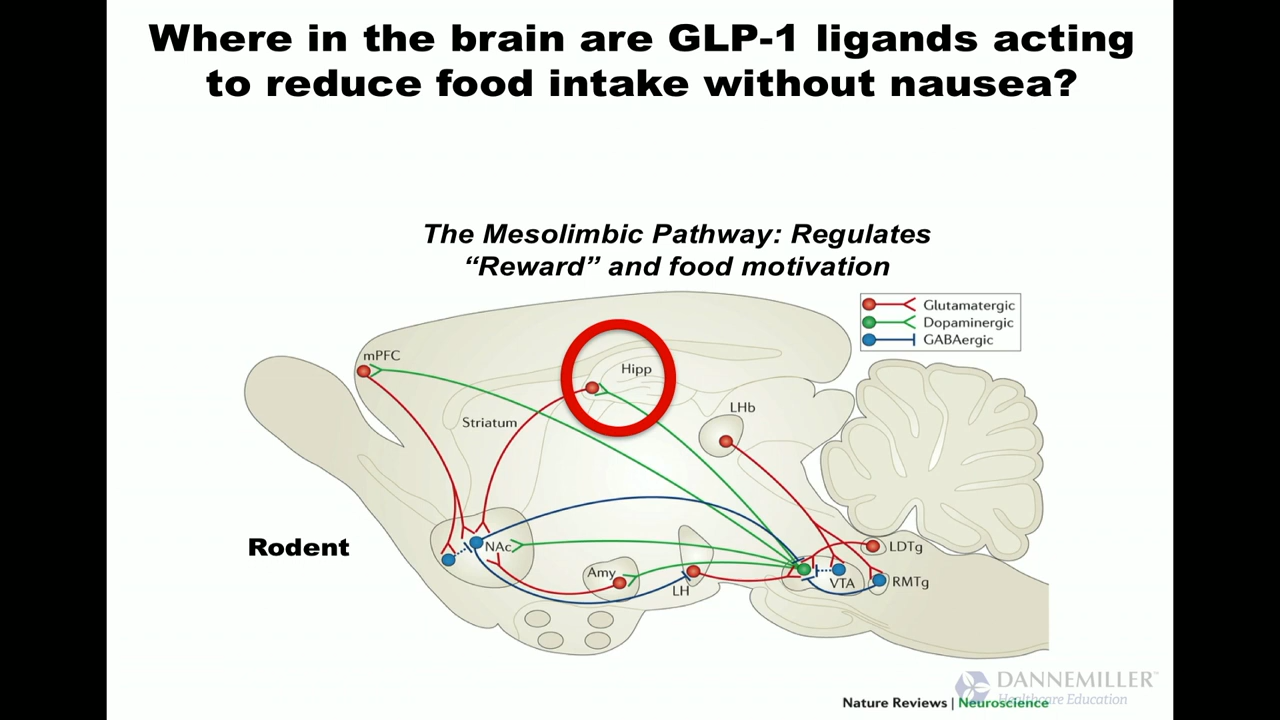 Where in the brain are GLP-1 ligands acting
to reduce food intake without nausea?
The Mesolimbic Pathway: Regulates
“Reward” and food motivation
Glutamatergic
Dopaminergic
GABAergic
mPFC
Hipp
LHb
Striatum
Rodent
NAc
Amy
LH
VTA
LDTg
RMTg
DANNEMILLER™
Healthcare Education
Nature Reviews | Neuroscience